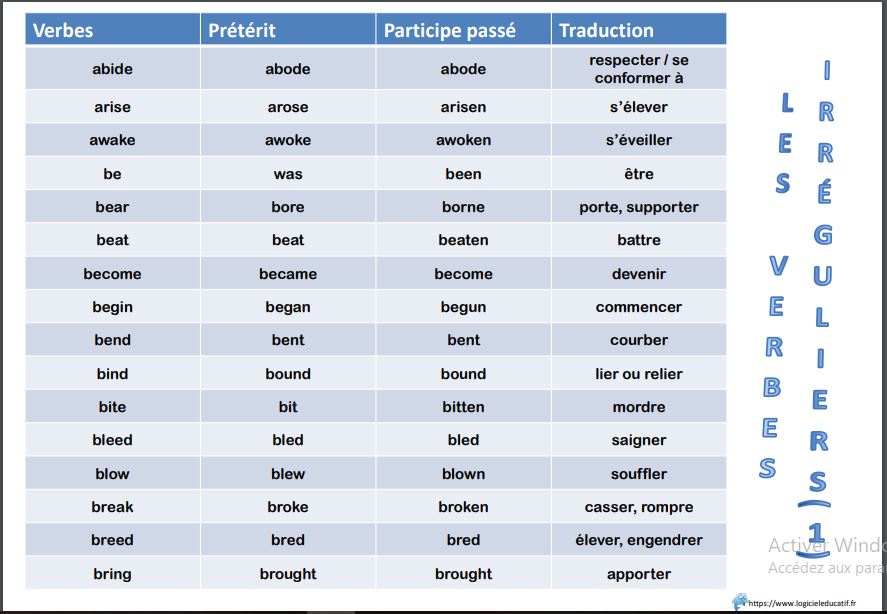 Verbes Prétérit Participe passé Traduction
abide abode abode respecter / se
conformer à
arise arose arisen s’élever
awake awoke awoken s’éveiller
be was been être
bear bore borne porte, supporter
beat beat beaten battre
become became become devenir
begin began begun commencer
bend bent bent courber
bind bound bound lier ou relier
bite bit bitten mordre
bleed bled bled saigner
blow blew blown souffler
break broke broken casser, rompre
breed bred bred élever, engendrer
bring brought brought apporter
LES VERBES
IRRÉGULIERS (1)
Activer Windo
Accédez aux para
https://www.logicieleducatif.fr